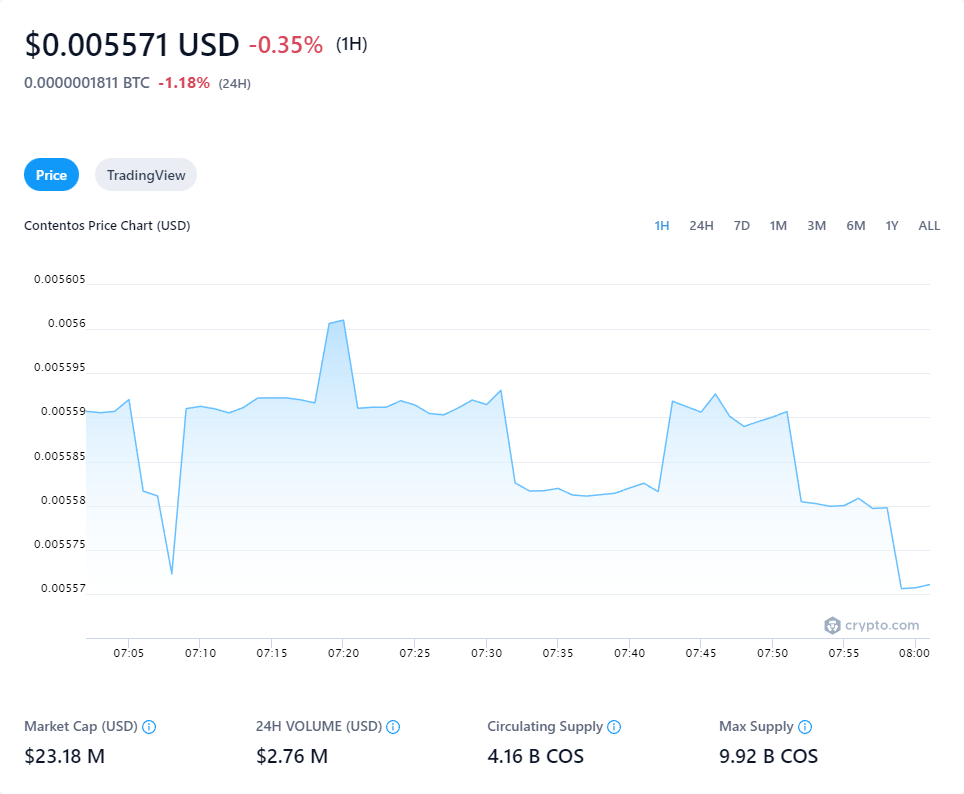 $0.005571 USD -0.35% (1H)
0.0000001811 BTC -1.18% (24H)
Price TradingView
Contentos Price Chart (USD) 1H 24H 7D 1M 3M 6M 1Y ALL
0.005605
0.0056
0.005595
0.00559
0.005585
0.00558
0.005575
0.00557
crypto.com
07:05 07:10 07:15 07:20 07:25 07:30 07:35 07:40 07:45 07:50 07:55 08:00
Market Cap (USD) 24H VOLUME (USD) Circulating Supply Max Supply
$23.18 M $2.76 M 4.16 B COS 9.92 B COS